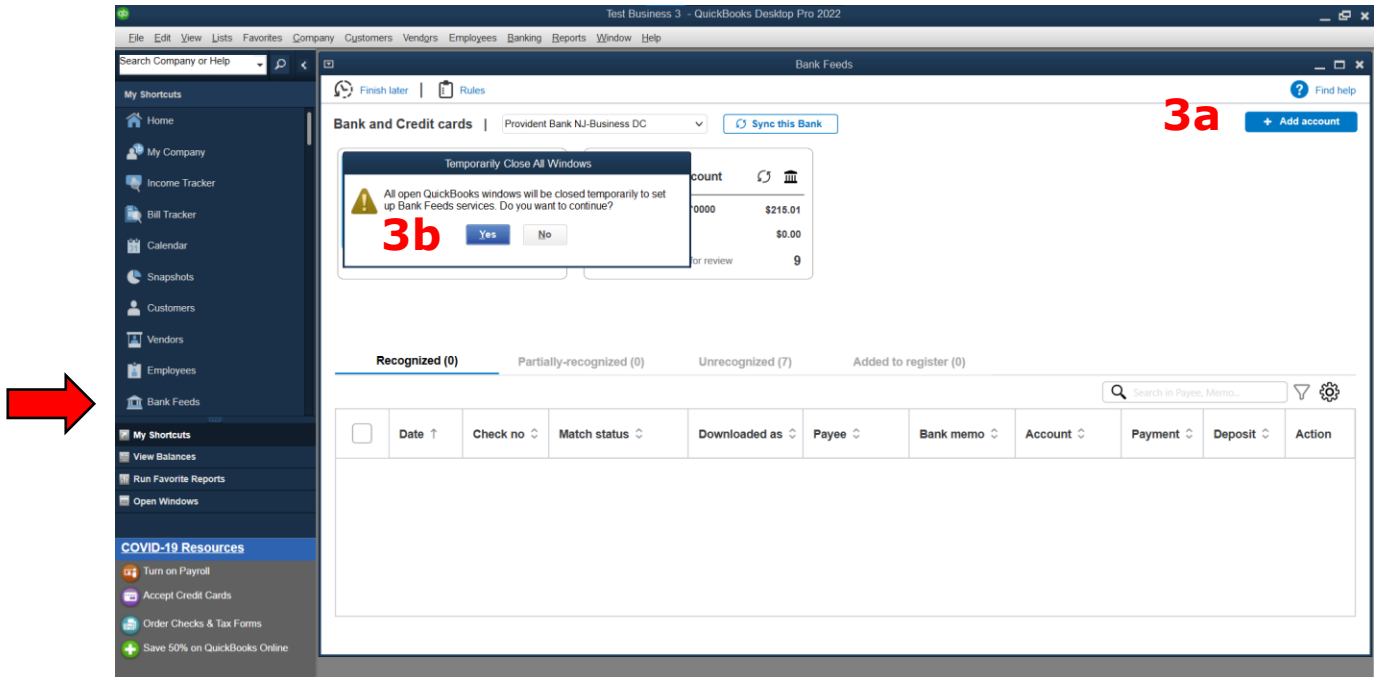 Test Business 3 - QuickBooks Desktop Pro 2022
File Edit View Lists Favorites Company Customers Vendors Employees Banking Reports Window Help
Search Company or Help
My Shortcuts
Home
My Company
Income Tracker
Bill Tracker
Calendar
Snapshots
Customers
Vendors
Employees
Bank Feeds
My Shortcuts
View Balances
Run Favorite Reports
Open Windows
COVID-19 Resources
Turn on Payroll
Accept Credit Cards
Order Checks & Tax Forms
Save 50% on QuickBooks Online
Bank Feeds
Finish later | Rules
? Find help
Bank and Credit cards | Provident Bank NJ-Business DC Sync this Bank
3a
+ Add account
Temporarily Close All Windows
All open QuickBooks windows will be closed temporarily to set
up Bank Feeds services. Do you want to continue?
3b
Yes No
count
*0000 $215.01
$0.00
for review 9
Recognized (0) Partially-recognized (0) Unrecognized (7) Added to register (0)
Search in Payee, Memo...
Date Check no Match status Downloaded as Payee Bank memo Account Payment Deposit Action